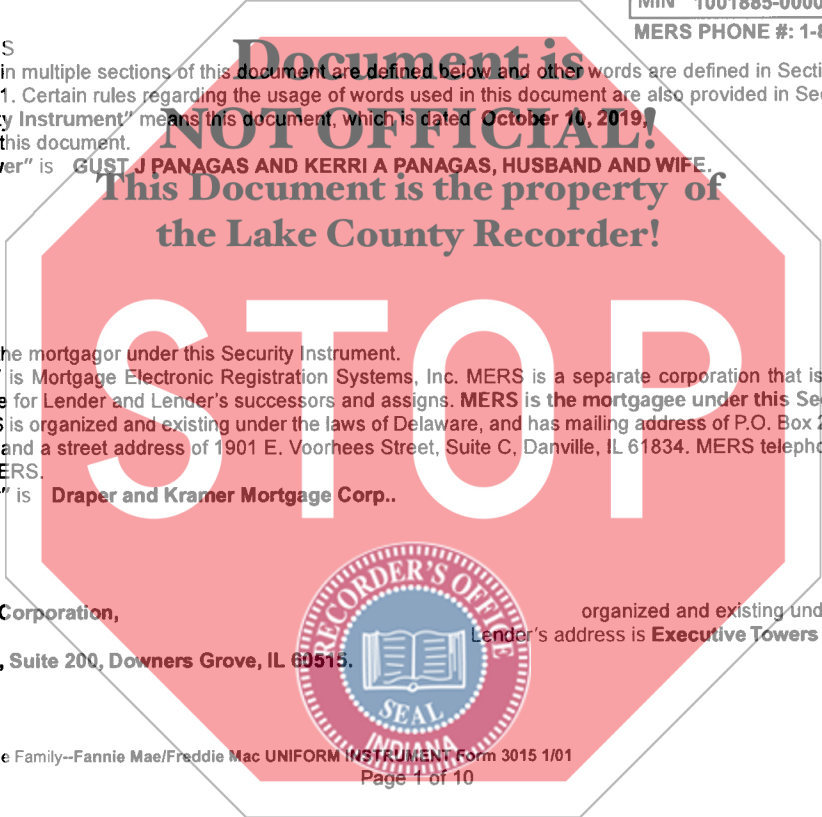 MIN 1001885-0000
MERS PHONE #: 1-8
S
in multiple sections of this document are defined below and other words are defined in Secti
1. Certain rules regarding the usage of words used in this document are also provided in Sec
y Instrument" means this document, which is dated October 10, 2019,
this document.
er" is GUST J PANAGAS AND KERRI A PANAGAS, HUSBAND AND WIFE.
Document is
NOT OFFICIAL!
This Document is the property of
the Lake County Recorder!
STOP
he mortgagor under this Security Instrument.
" is Mortgage Electronic Registration Systems, Inc. MERS is a separate corporation that is
e for Lender and Lender's successors and assigns. MERS is the mortgagee under this Sec
S is organized and existing under the laws of Delaware, and has mailing address of P.O. Box 2
and a street address of 1901 E. Voorhees Street, Suite C, Danville, IL 61834. MERS telepho
ERS.
" is Draper and Kramer Mortgage Corp..
Corporation,
organized and existing und
Lender's address is Executive Towers
, Suite 200, Downers Grove, IL 60515.
RECORDER'S OFFICE
SEAL
INDIANA
e Family--Fannie Mae/Freddie Mac UNIFORM INSTRUMENT Form 3015 1/01
Page 1 of 10